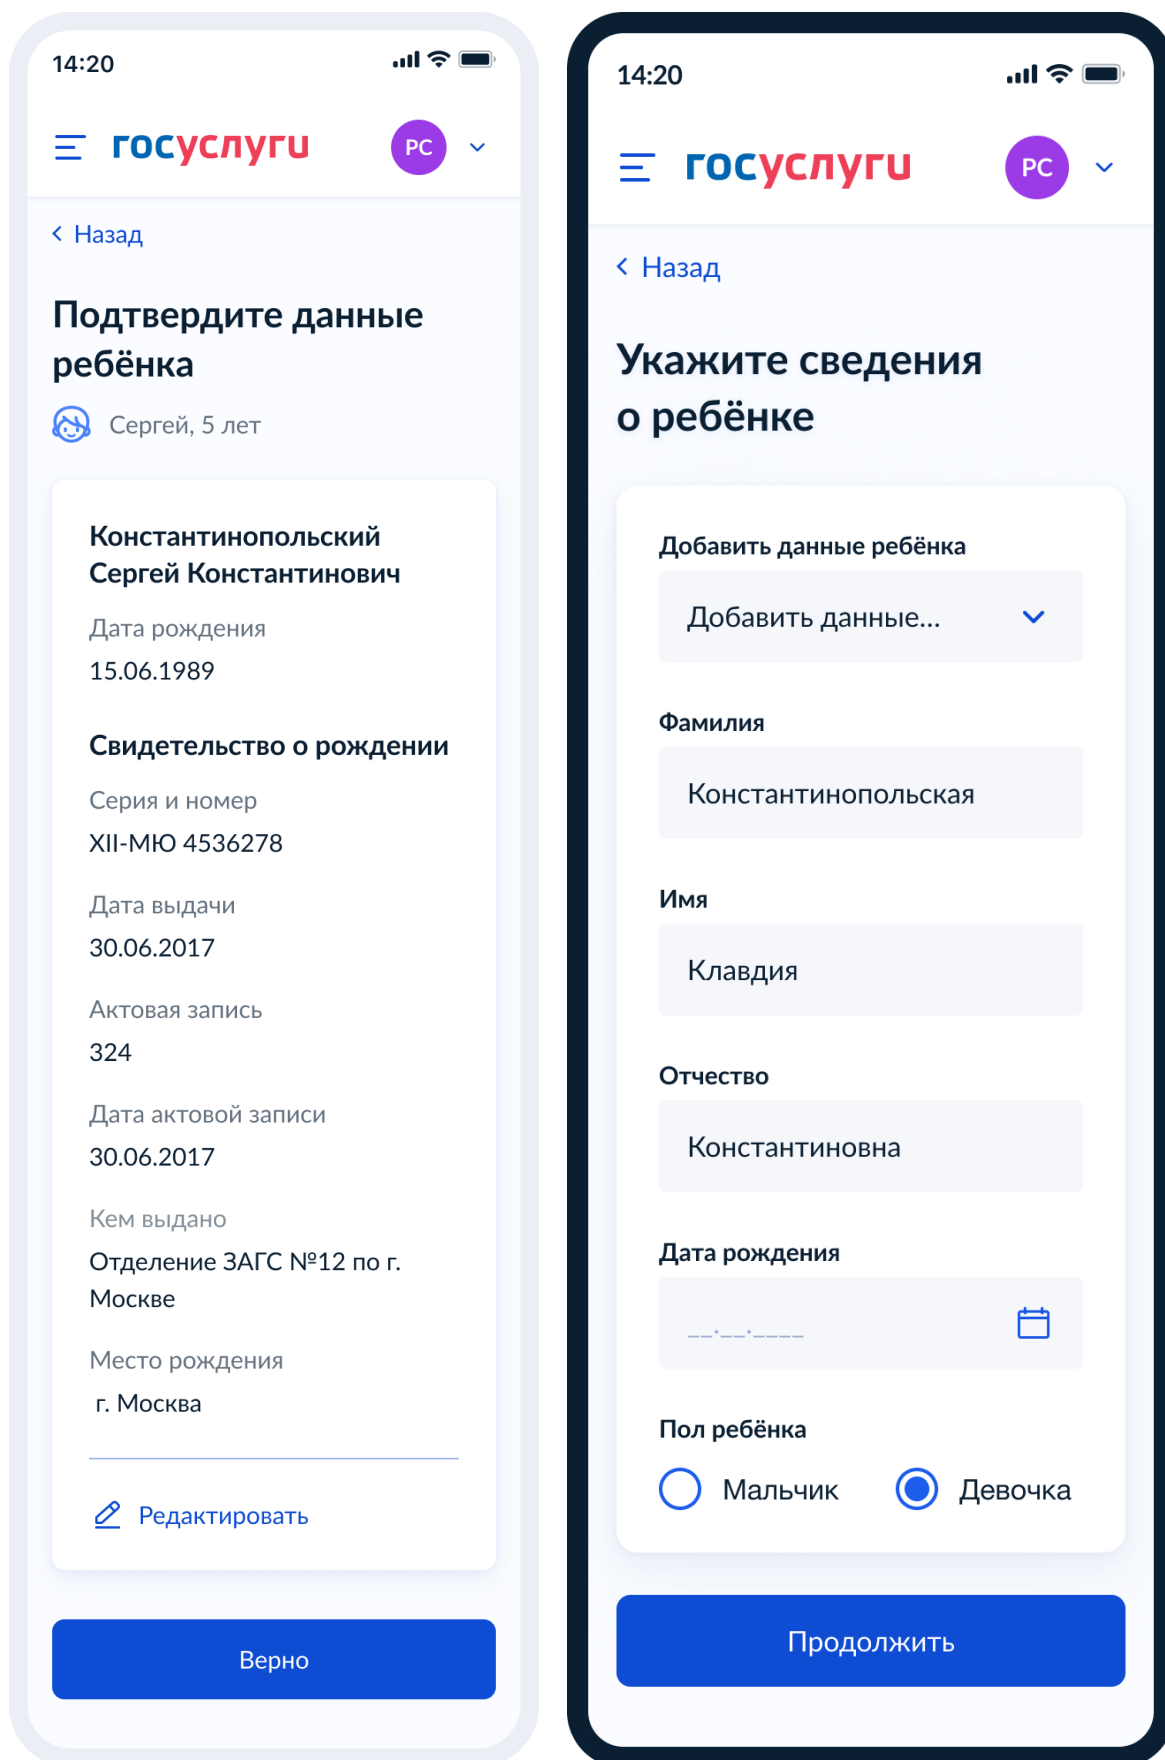 14:20
госуслуги
РС
Назад
Подтвердите данные
ребёнка
Сергей, 5 лет
Константинопольский
Сергей Константинович
Дата рождения
15.06.1989
Свидетельство о рождении
Серия и номер
XII-МЮ 4536278
Дата выдачи
30.06.2017
Актовая запись
324
Дата актовой записи
30.06.2017
Кем выдано
Отделение ЗАГС №12 по г.
Москве
Место рождения
г. Москва
Редактировать
Верно
14:20
госуслуги
РС
Назад
Укажите сведения
о ребёнке
Добавить данные ребёнка
Добавить данные...
Фамилия
Константинопольская
Имя
Клавдия
Отчество
Константиновна
Дата рождения
__.__.____
Пол ребёнка
Мальчик
Девочка
Продолжить